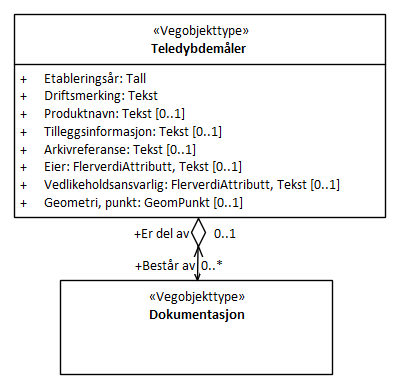 «Vegobjekttype»
Teledybdemåler
+ Etableringsår: Tall
+ Driftsmerking: Tekst
+ Produktnavn: Tekst [0..1]
+ Tilleggsinformasjon: Tekst [0..1]
+ Arkivreferanse: Tekst [0..1]
+ Eier: FlerverdiAttributt, Tekst [0..1]
+ Vedlikeholdsansvarlig: FlerverdiAttributt, Tekst [0..1]
+ Geometri, punkt: GeomPunkt [0..1]
+Er del av 0..1
+Består av 0..*
«Vegobjekttype»
Dokumentasjon